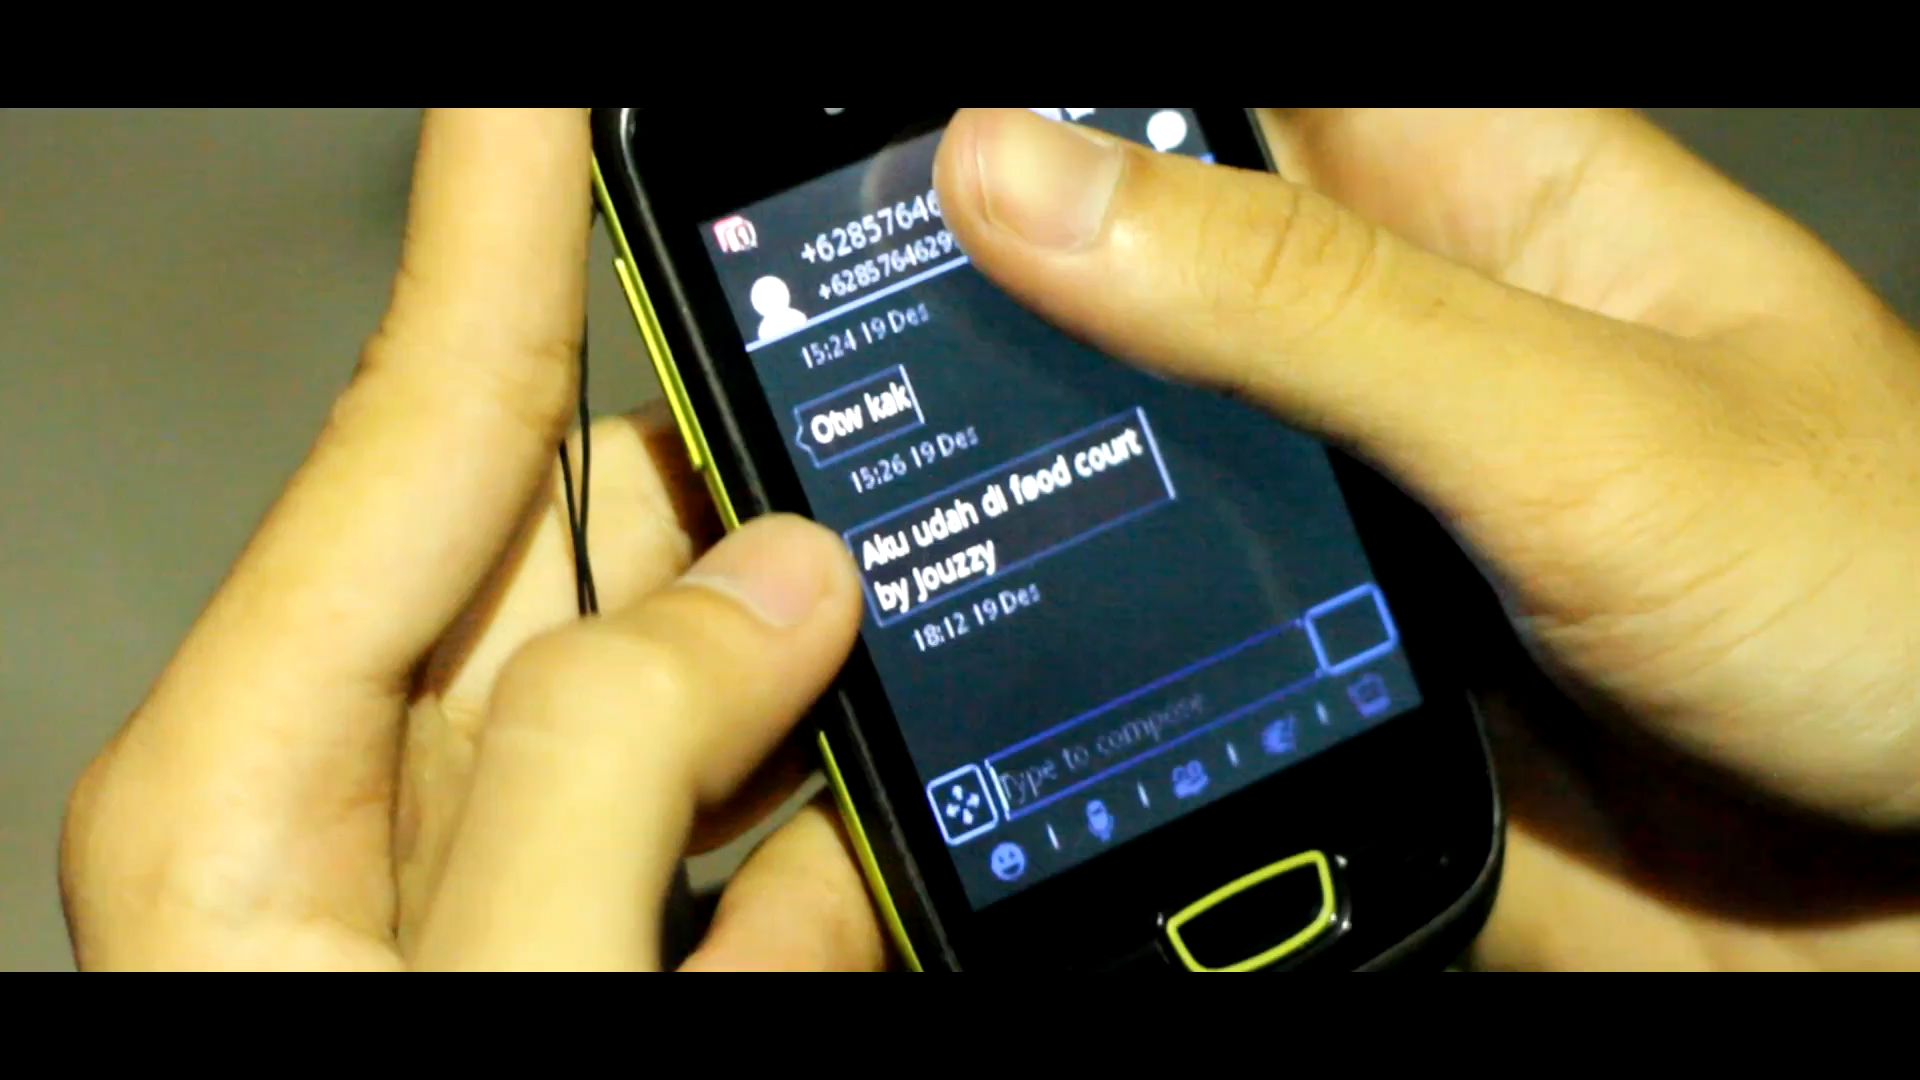 +62857646
+6285764629
15:24 19 Des
Otw kak
15:26 19 Des
Aku udah di food court
by Jouzzy
18:12 19 Des
Type to compose